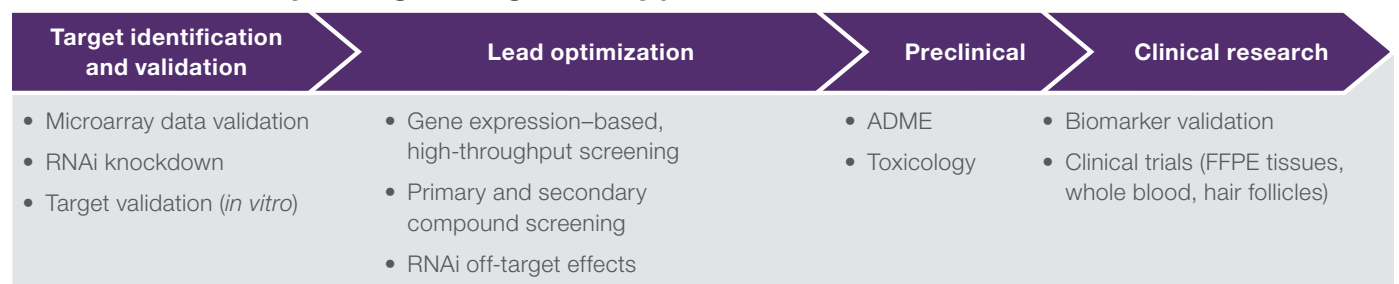 Target identification
and validation
Lead optimization
Preclinical
Clinical research
• Microarray data validation
• RNAi knockdown
• Target validation (in vitro)
• Gene expression–based,
high-throughput screening
• Primary and secondary
compound screening
• RNAi off-target effects
• ADME
• Toxicology
• Biomarker validation
• Clinical trials (FFPE tissues,
whole blood, hair follicles)